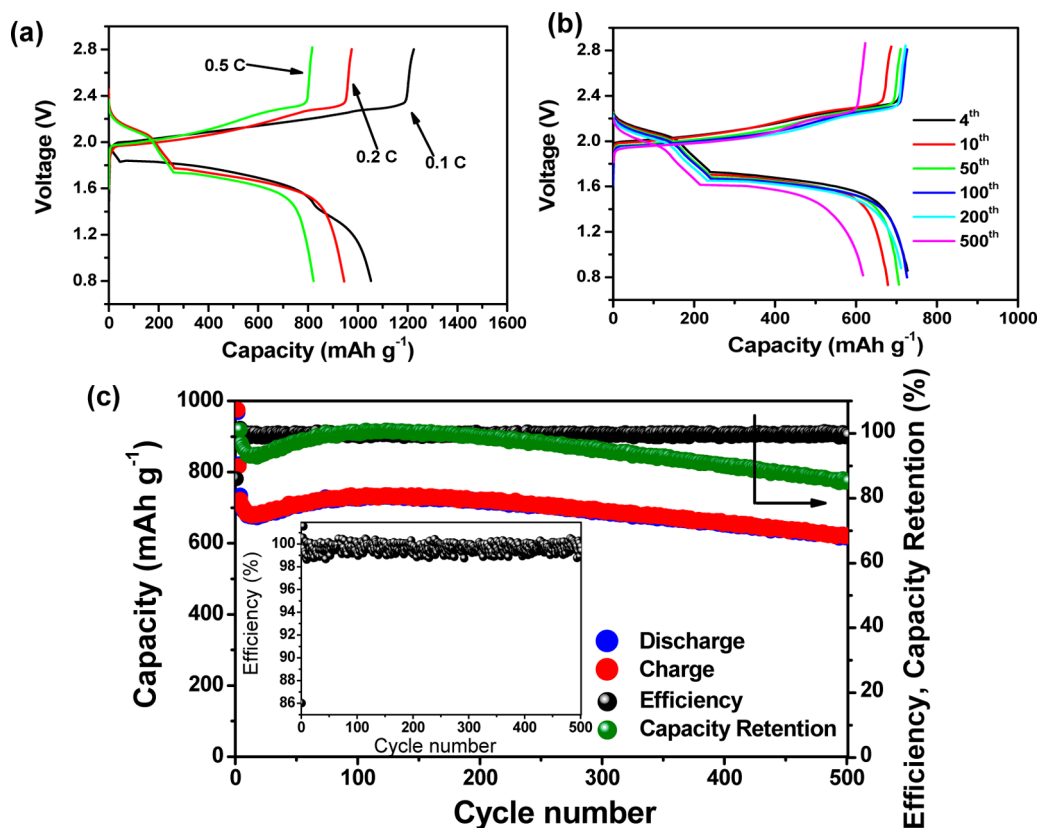 (a)
Voltage (V)
2.8
2.4
2.0
1.6
1.2
0.8
0.5 C
0.2 C
0.1 C
0 200 400 600 800 1000 1200 1400 1600
Capacity (mAh g-1)
(b)
Voltage (V)
2.8
2.4
2.0
1.6
1.2
0.8
4th
10th
50th
100th
200th
500th
0 200 400 600 800 1000
Capacity (mAh g-1)
(c)
Capacity (mAh g-1)
1000
800
600
400
200
0
Efficiency (%)
100
98
96
94
92
90
88
86
0 100 200 300 400 500
Cycle number
Discharge
Charge
Efficiency
Capacity Retention
100
80
60
40
20
0
Efficiency, Capacity Retention (%)
0 100 200 300 400 500
Cycle number